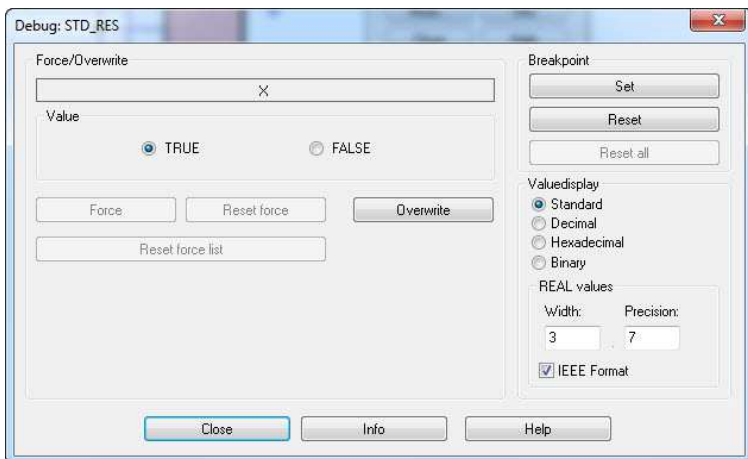 Debug: STD_RES
Force/Overwrite
X
Value
TRUE
FALSE
Force
Reset force
Overwrite
Reset force list
Breakpoint
Set
Reset
Reset all
Valuedisplay
Standard
Decimal
Hexadecimal
Binary
REAL values
Width:
Precision:
3
.
7
IEEE Format
Close
Info
Help